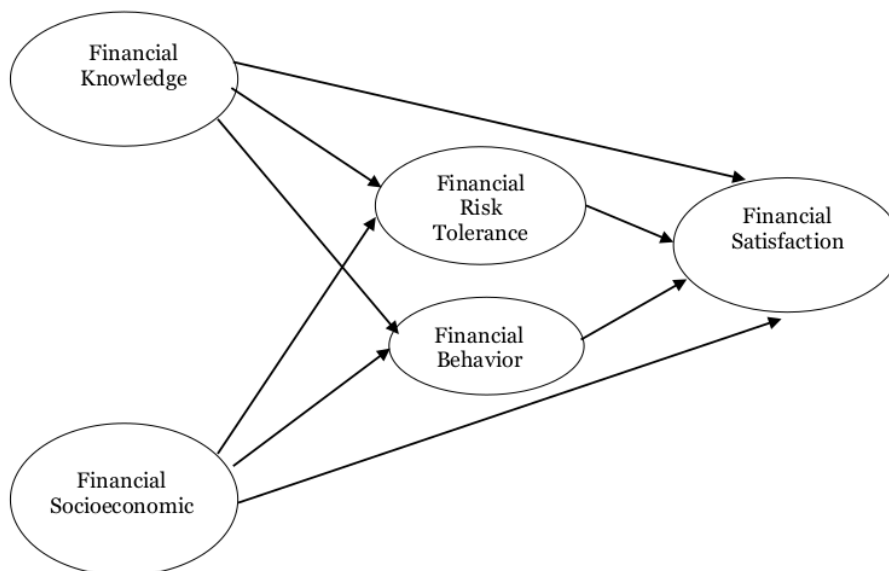 Financial
Knowledge
Financial
Risk
Tolerance
Financial
Satisfaction
Financial
Behavior
Financial
Socioeconomic